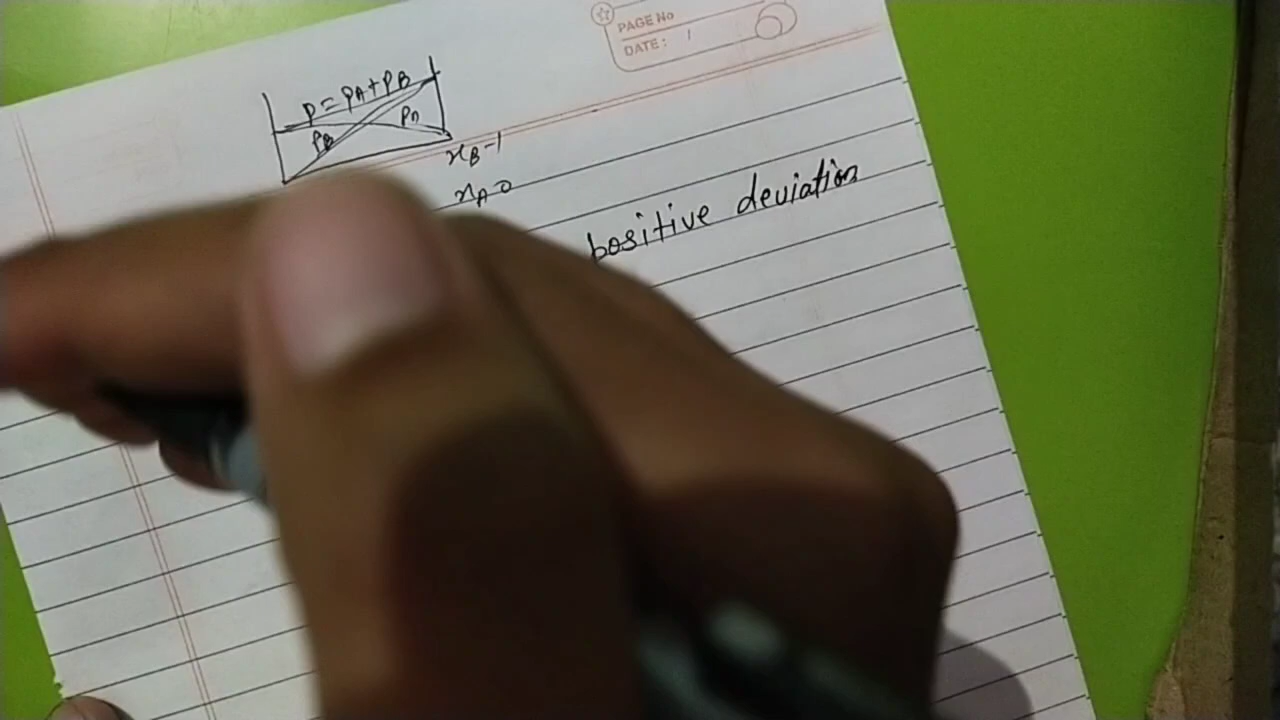 PAGE No
DATE: /
P = PA + PB
PB
PA
xB-1
xA 0
positive deviation